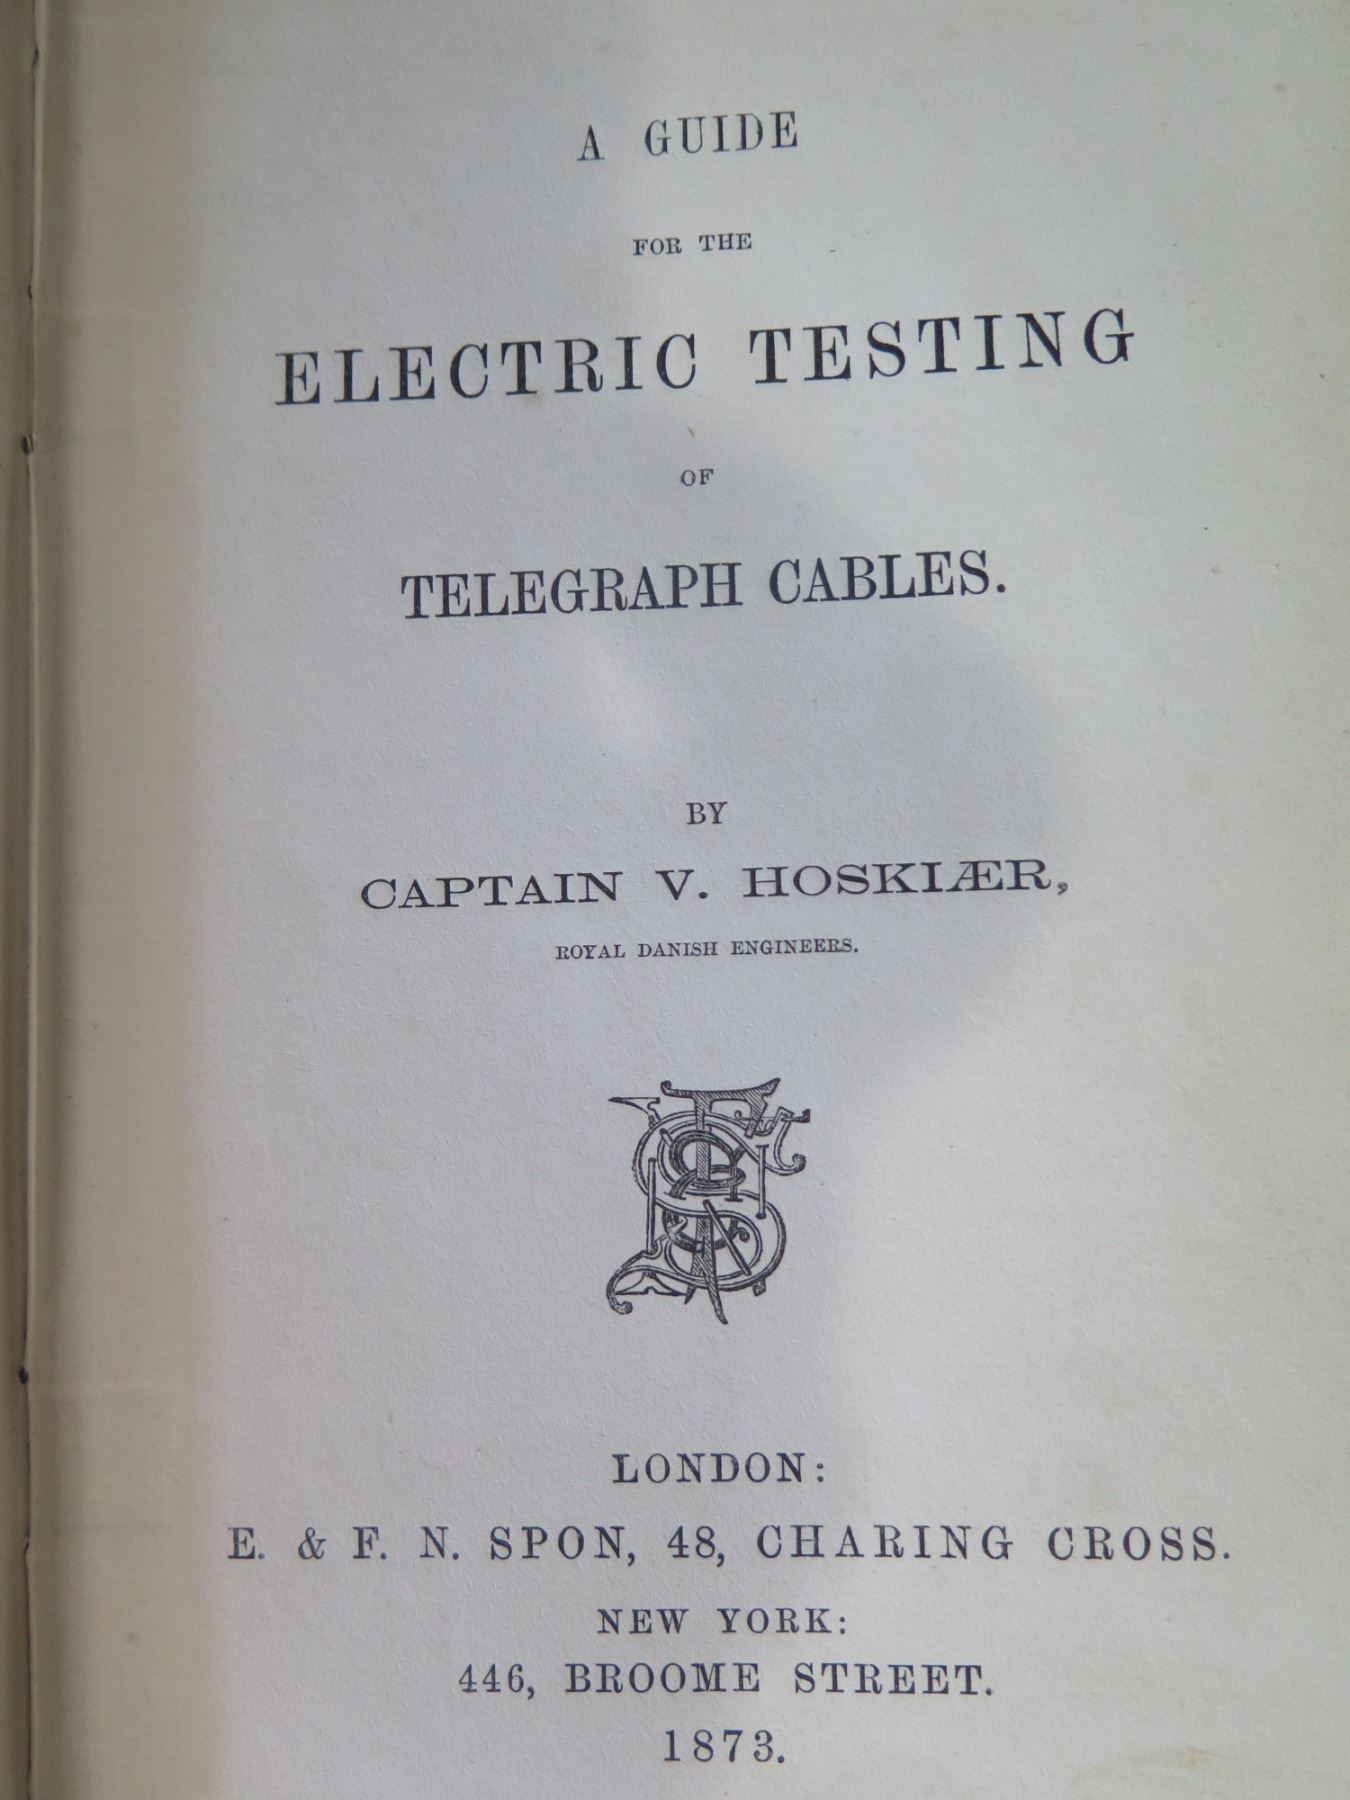 A GUIDE
FOR THE
ELECTRIC TESTING
OF
TELEGRAPH CABLES.
BY
CAPTAIN V. HOSKIÆR,
ROYAL DANISH ENGINEERS.
LONDON:
E. & F. N. SPON, 48, CHARING CROSS.
NEW YORK:
446, BROOME STREET.
1873.